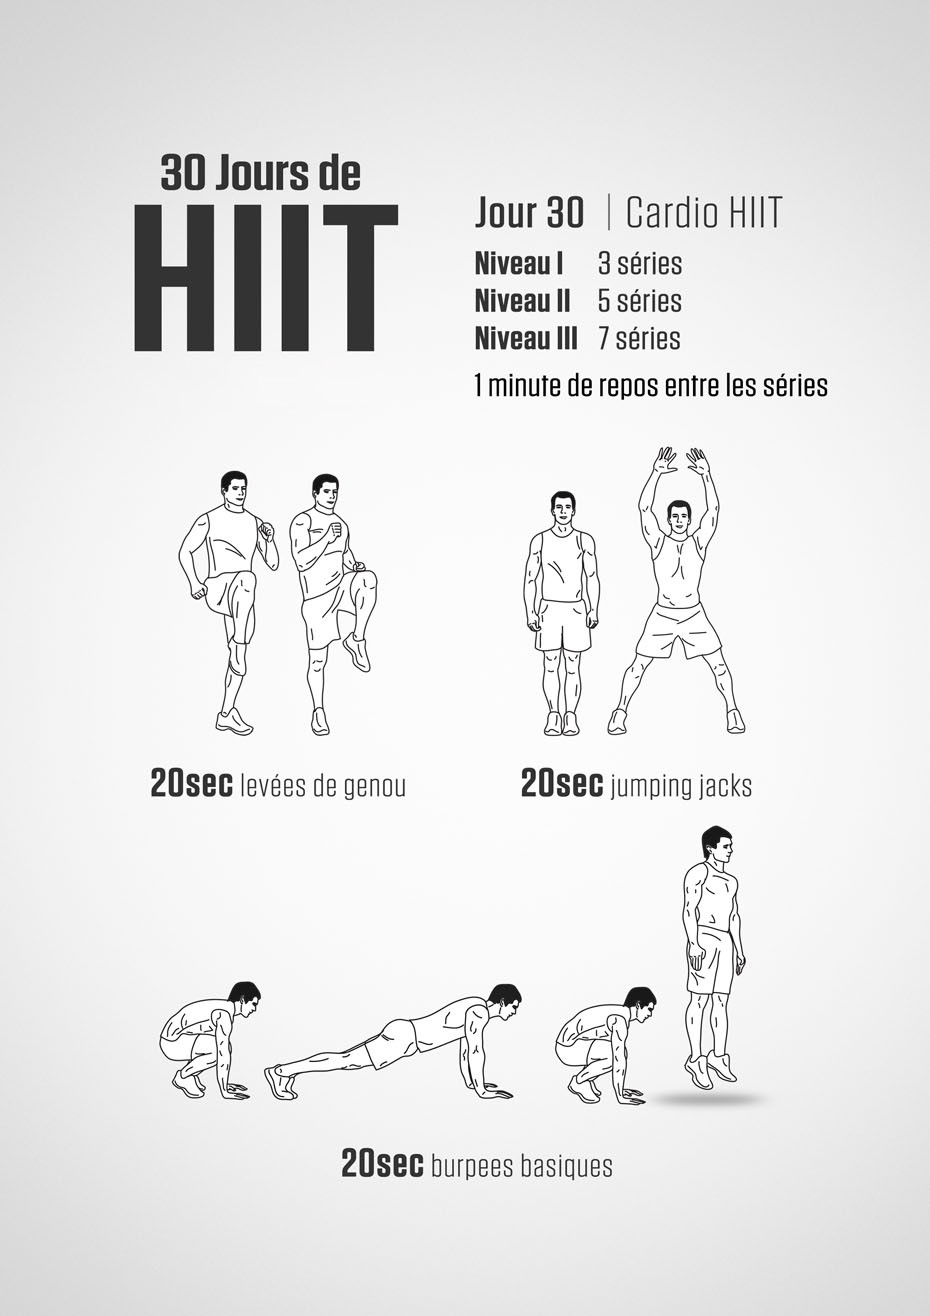 30 Jours de
HIIT
Jour 30 | Cardio HIIT
Niveau I 3 séries
Niveau II 5 séries
Niveau III 7 séries
1 minute de repos entre les séries
20sec levées de genou
20sec jumping jacks
20sec burpees basiques